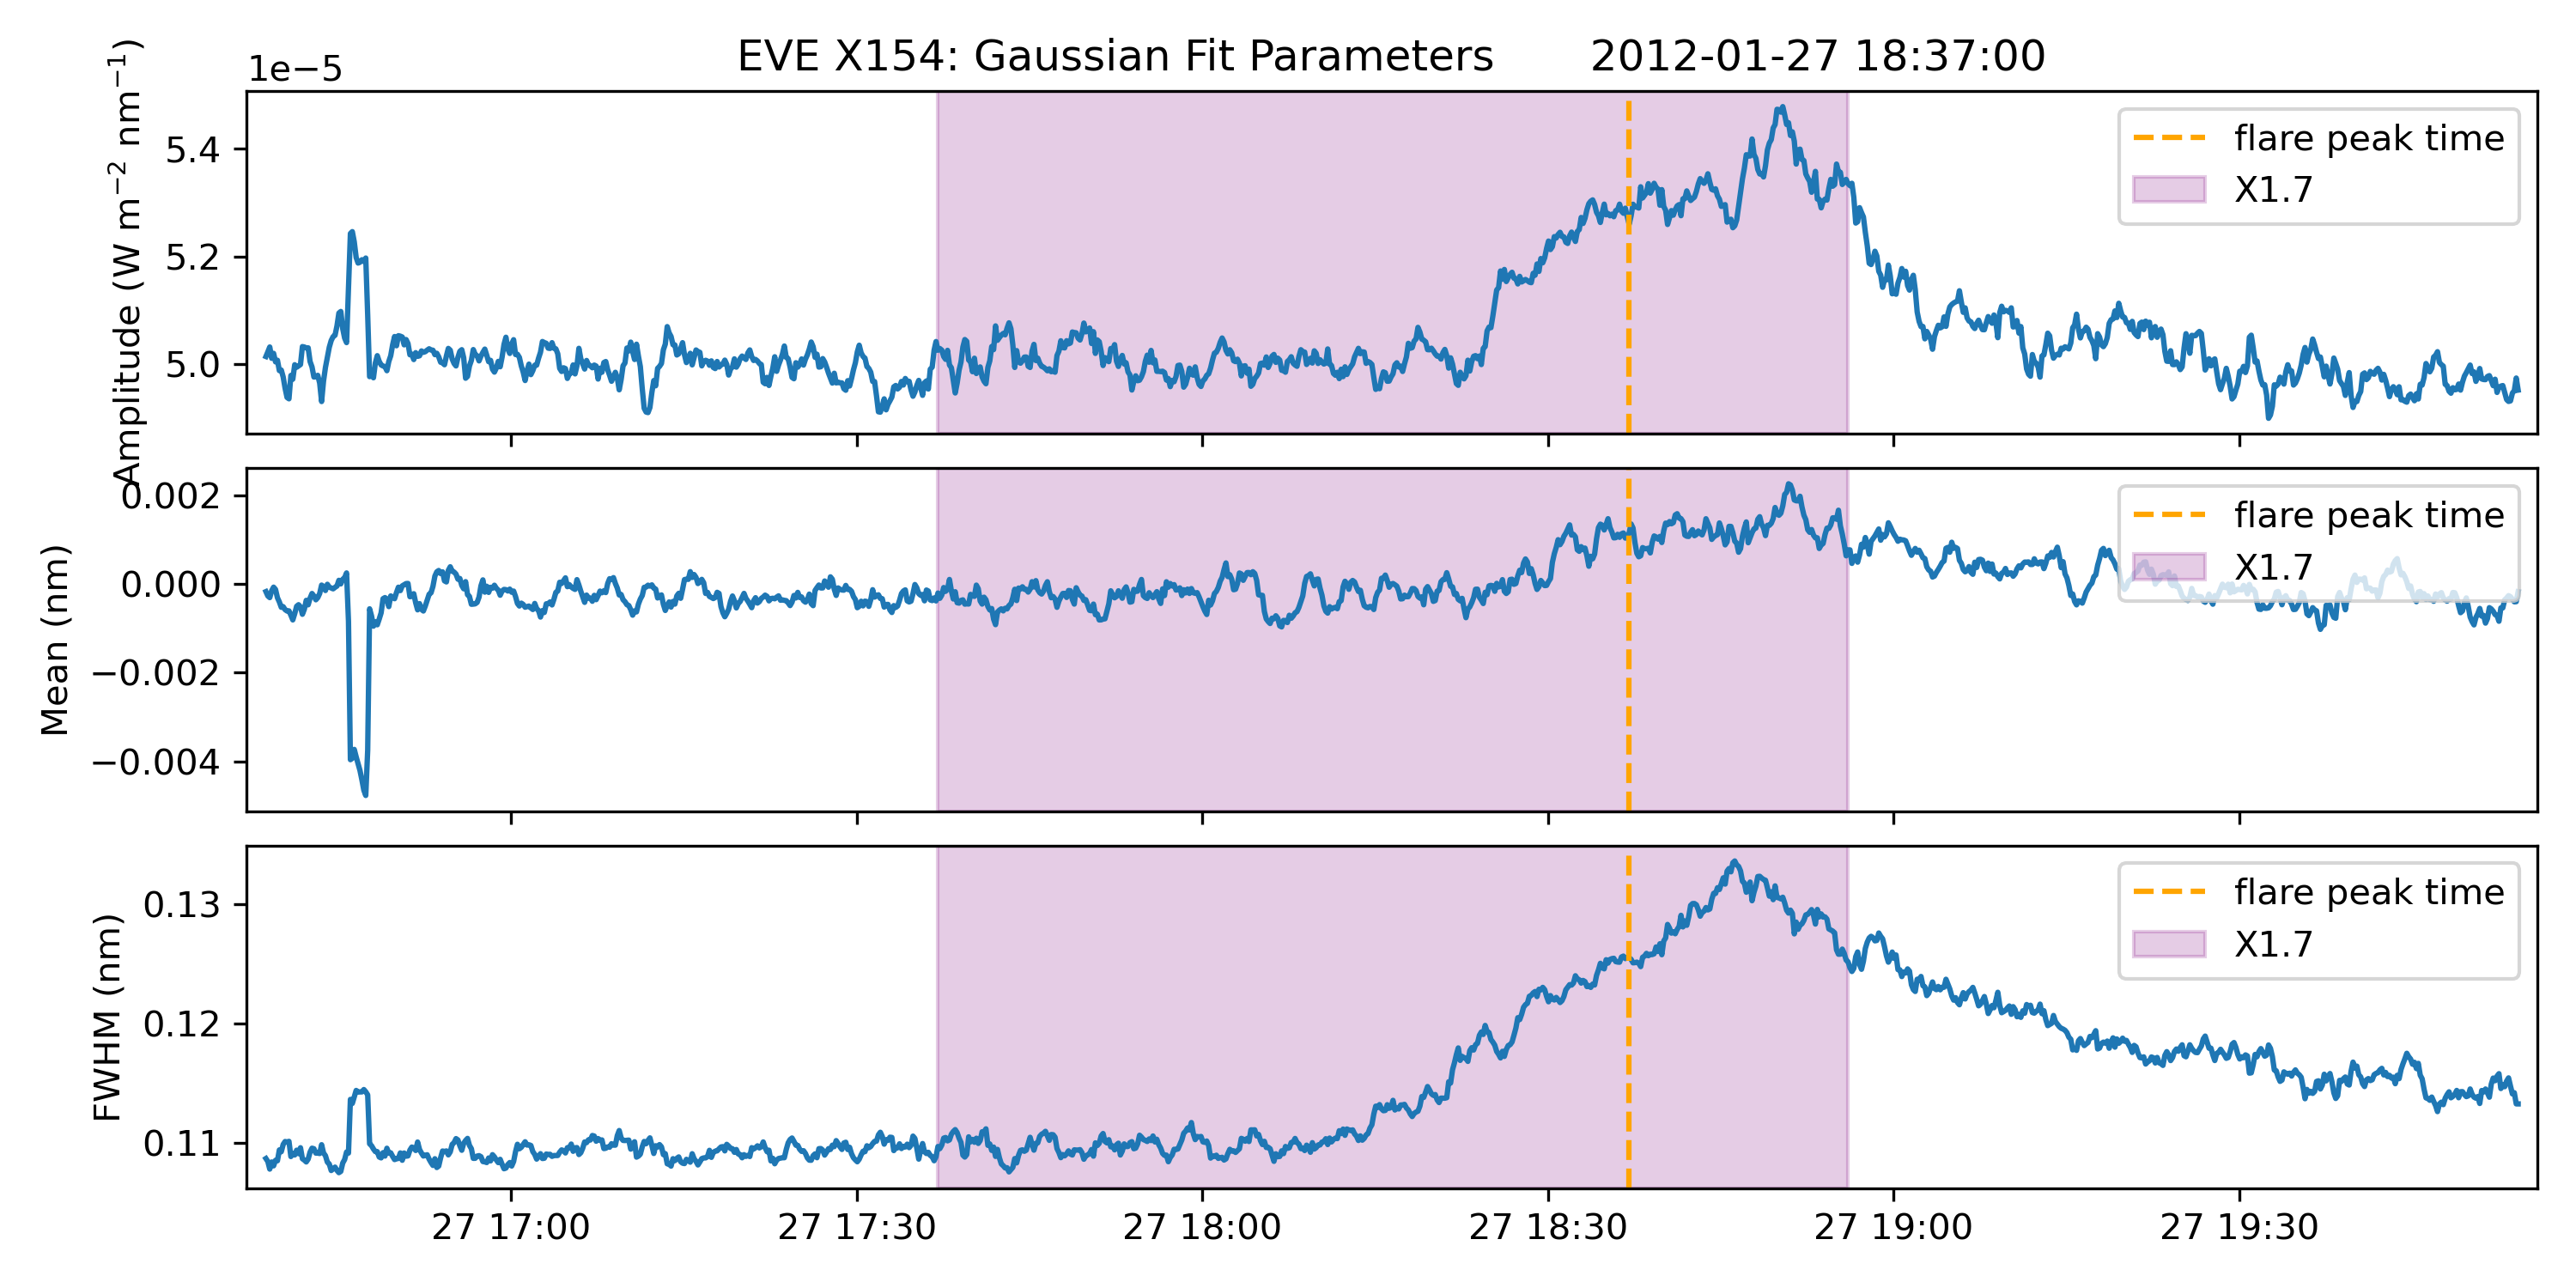 EVE X154: Gaussian Fit Parameters 2012-01-27 18:37:00
1e−5
Amplitude (W m⁻² nm⁻¹)
5.4
5.2
5.0
flare peak time
X1.7
Mean (nm)
0.002
0.000
−0.002
−0.004
flare peak time
X1.7
FWHM (nm)
0.13
0.12
0.11
flare peak time
X1.7
27 17:00 27 17:30 27 18:00 27 18:30 27 19:00 27 19:30